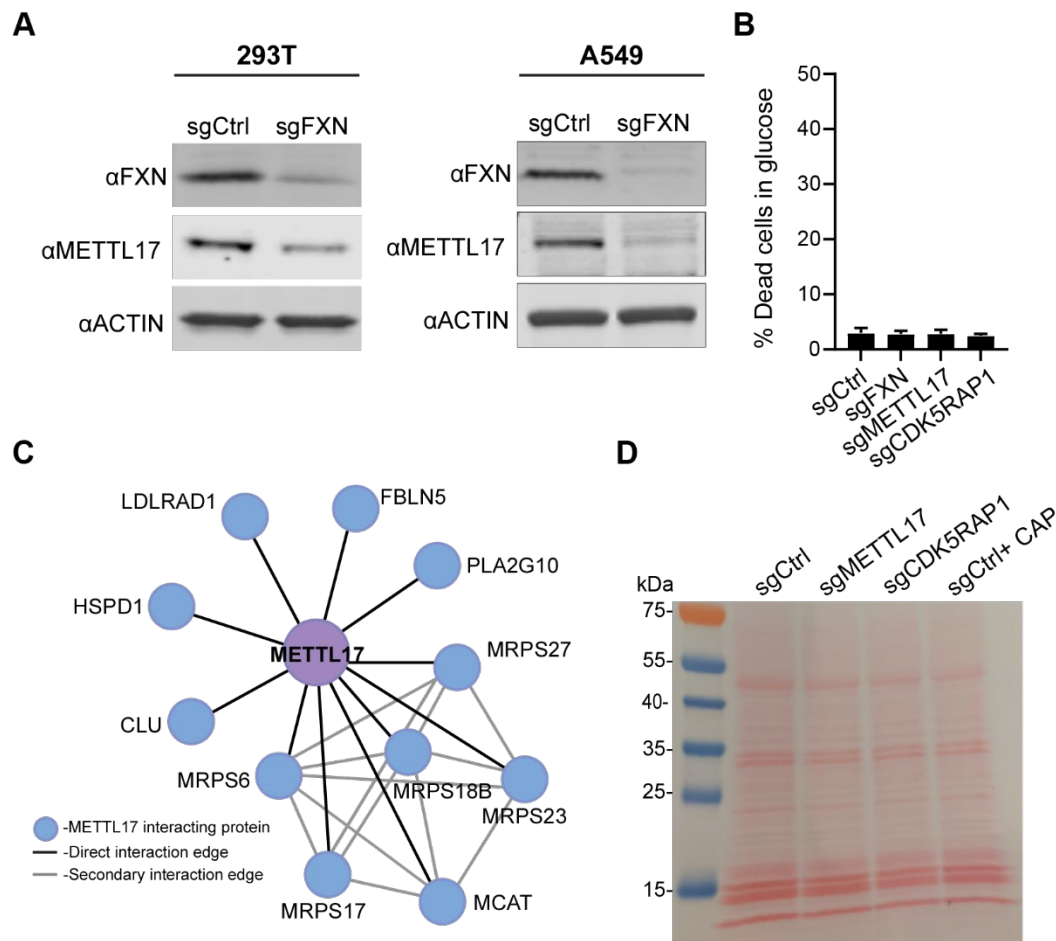 A
293T
sgCtrl sgFXN
αFXN
αMETTL17
αACTIN
A549
sgCtrl sgFXN
αFXN
αMETTL17
αACTIN
B
% Dead cells in glucose
50
40
30
20
10
0
sgCtrl
sgFXN
sgMETTL17
sgCDK5RAP1
C
LDLRAD1
FBLN5
PLA2G10
HSPD1
METTL17
MRPS27
CLU
MRPS6
MRPS18B
MRPS23
MRPS17
MCAT
-METTL17 interacting protein
-Direct interaction edge
-Secondary interaction edge
D
kDa
sgCtrl
sgMETTL17
sgCDK5RAP1
sgCtrl+ CAP
75-
55-
40-
35-
25-
15-